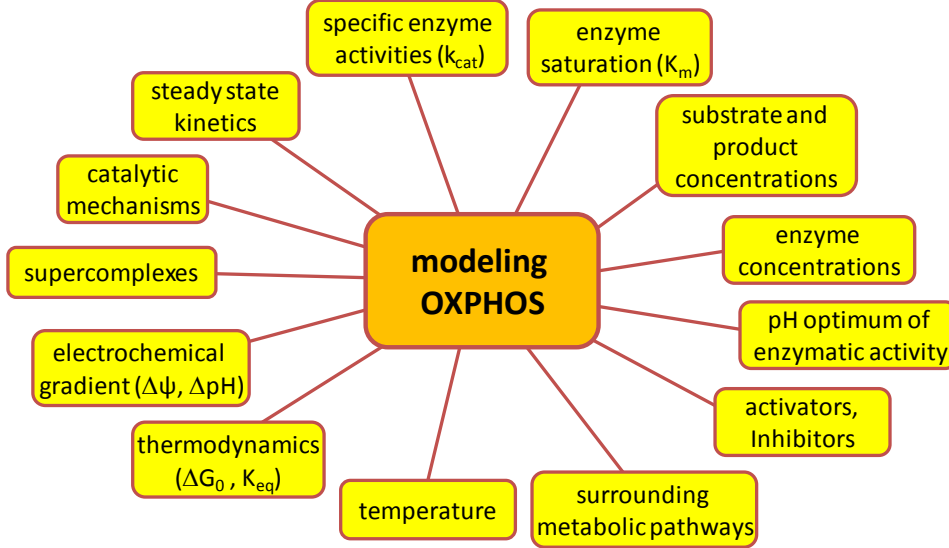 specific enzyme
activities (kcat)
enzyme
saturation (Km)
steady state
kinetics
substrate and
product
concentrations
catalytic
mechanisms
modeling
OXPHOS
enzyme
concentrations
supercomplexes
pH optimum of
enzymatic activity
electrochemical
gradient (Δψ, ΔpH)
activators,
Inhibitors
thermodynamics
(ΔG0 , Keq)
temperature
surrounding
metabolic pathways